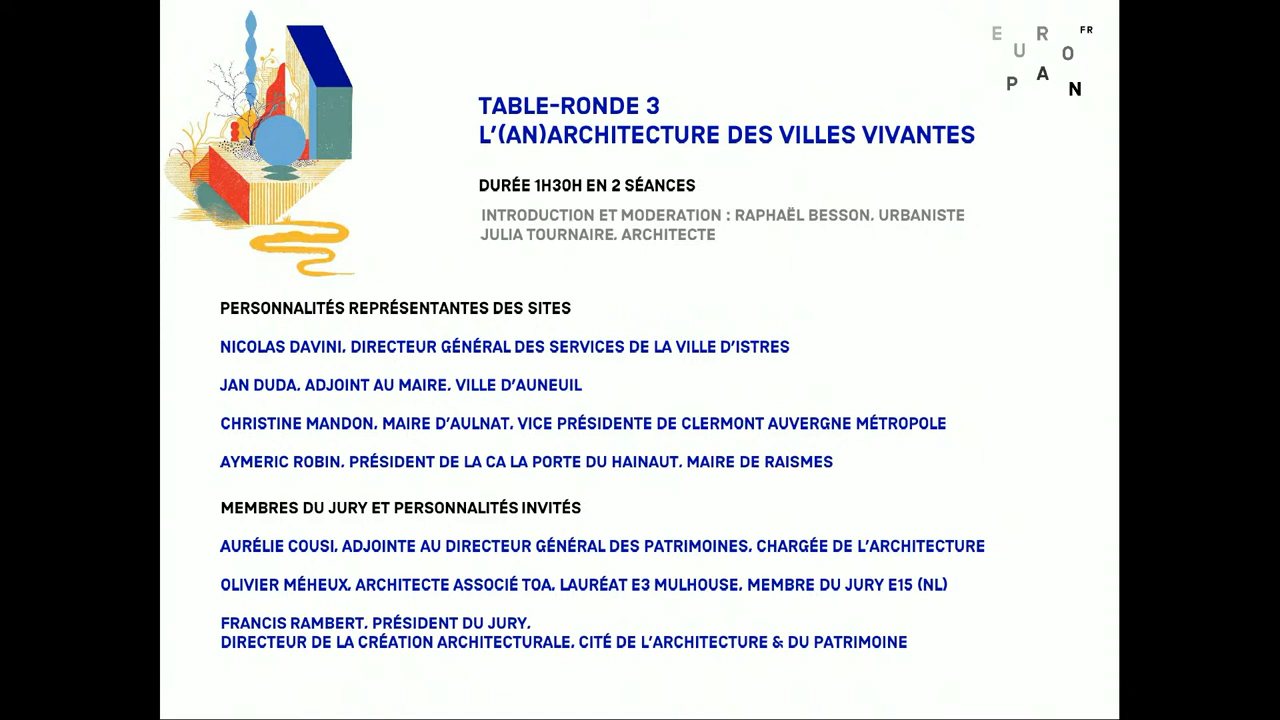 EUROPAN FR
TABLE-RONDE 3
L'(AN)ARCHITECTURE DES VILLES VIVANTES
DURÉE 1H30H EN 2 SÉANCES
INTRODUCTION ET MODERATION : RAPHAËL BESSON, URBANISTE
JULIA TOURNAIRE, ARCHITECTE
PERSONNALITÉS REPRÉSENTANTES DES SITES
NICOLAS DAVINI, DIRECTEUR GÉNÉRAL DES SERVICES DE LA VILLE D'ISTRES
JAN DUDA, ADJOINT AU MAIRE, VILLE D'AUNEUIL
CHRISTINE MANDON, MAIRE D'AULNAT, VICE PRÉSIDENTE DE CLERMONT AUVERGNE MÉTROPOLE
AYMERIC ROBIN, PRÉSIDENT DE LA CA LA PORTE DU HAINAUT, MAIRE DE RAISMES
MEMBRES DU JURY ET PERSONNALITÉS INVITÉS
AURÉLIE COUSI, ADJOINTE AU DIRECTEUR GÉNÉRAL DES PATRIMOINES, CHARGÉE DE L'ARCHITECTURE
OLIVIER MÉHEUX, ARCHITECTE ASSOCIÉ TOA, LAURÉAT E3 MULHOUSE, MEMBRE DU JURY E15 (NL)
FRANCIS RAMBERT, PRÉSIDENT DU JURY,
DIRECTEUR DE LA CRÉATION ARCHITECTURALE, CITÉ DE L'ARCHITECTURE & DU PATRIMOINE